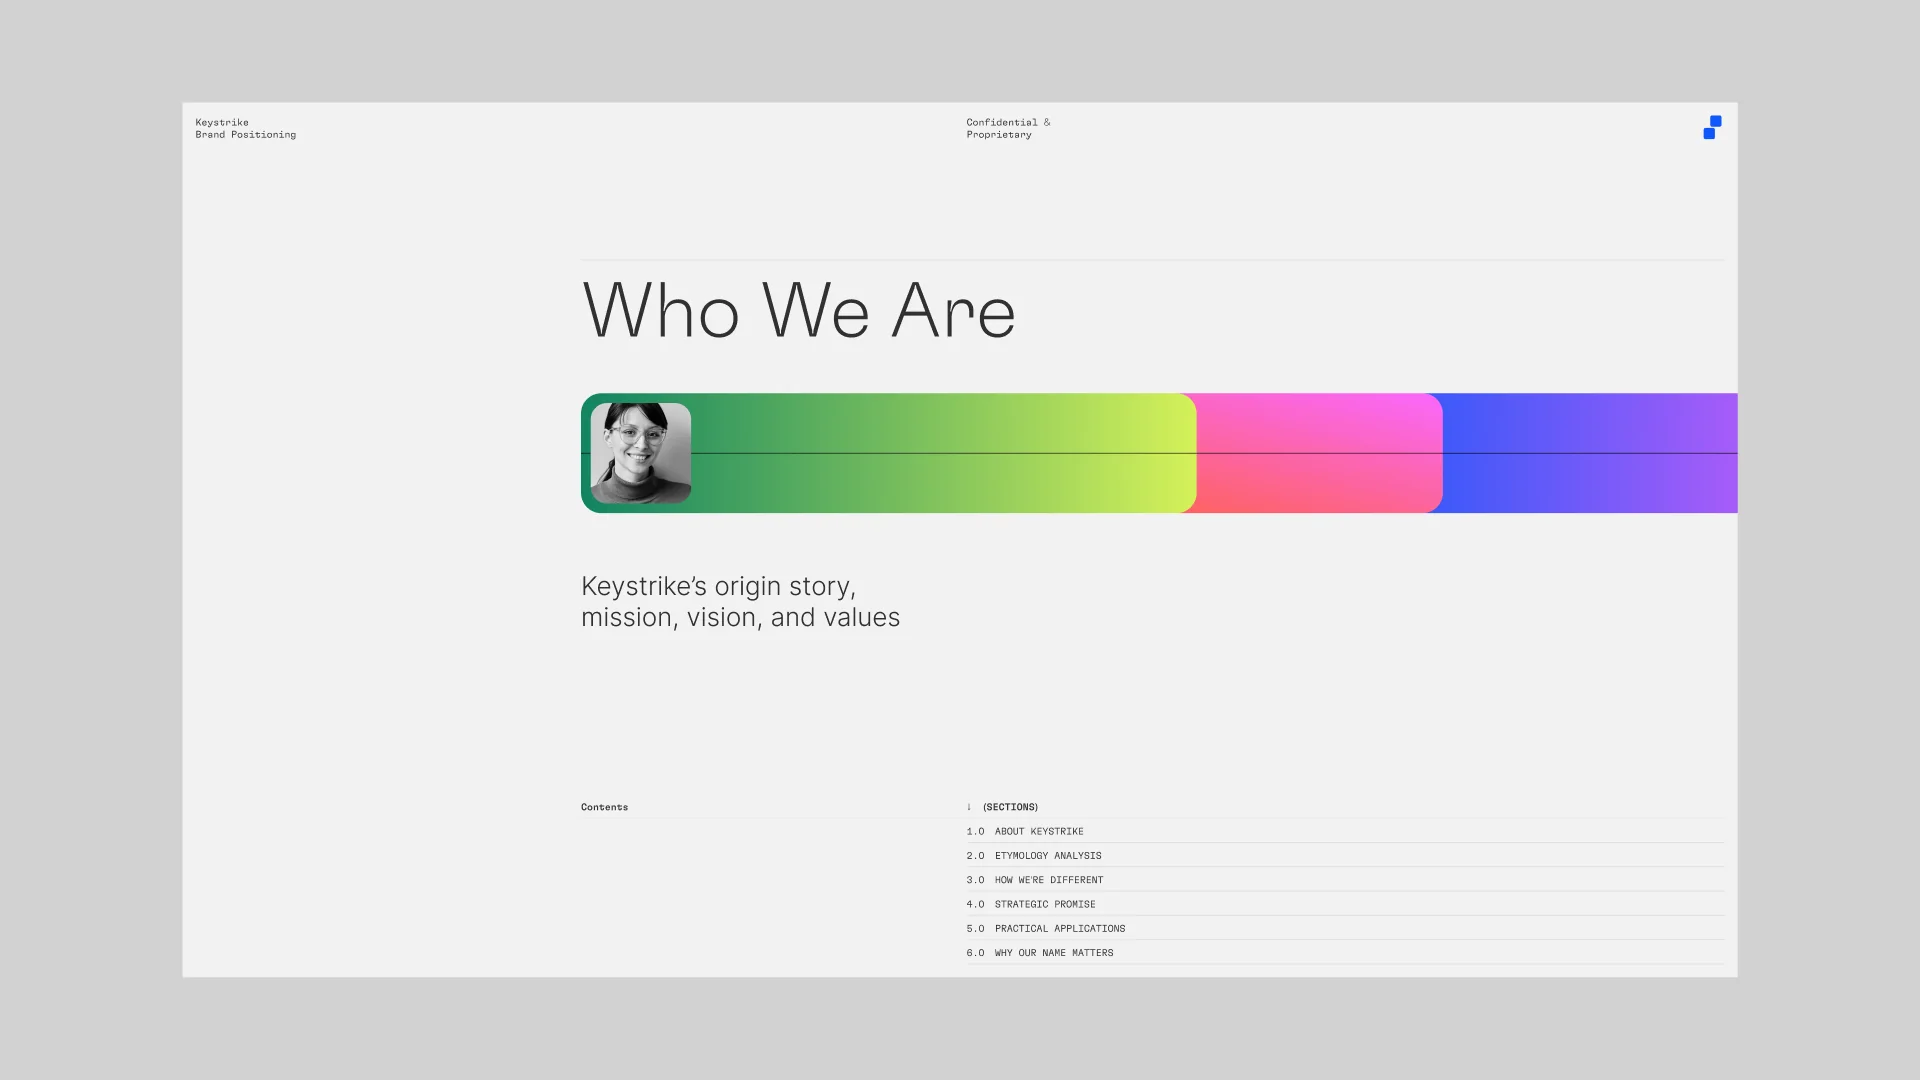 Keystrike
Brand Positioning
Confidential &
Proprietary
Who We Are
Keystrike’s origin story,
mission, vision, and values
Contents
↓ (SECTIONS)
1.0 ABOUT KEYSTRIKE
2.0 ETYMOLOGY ANALYSIS
3.0 HOW WE'RE DIFFERENT
4.0 STRATEGIC PROMISE
5.0 PRACTICAL APPLICATIONS
6.0 WHY OUR NAME MATTERS